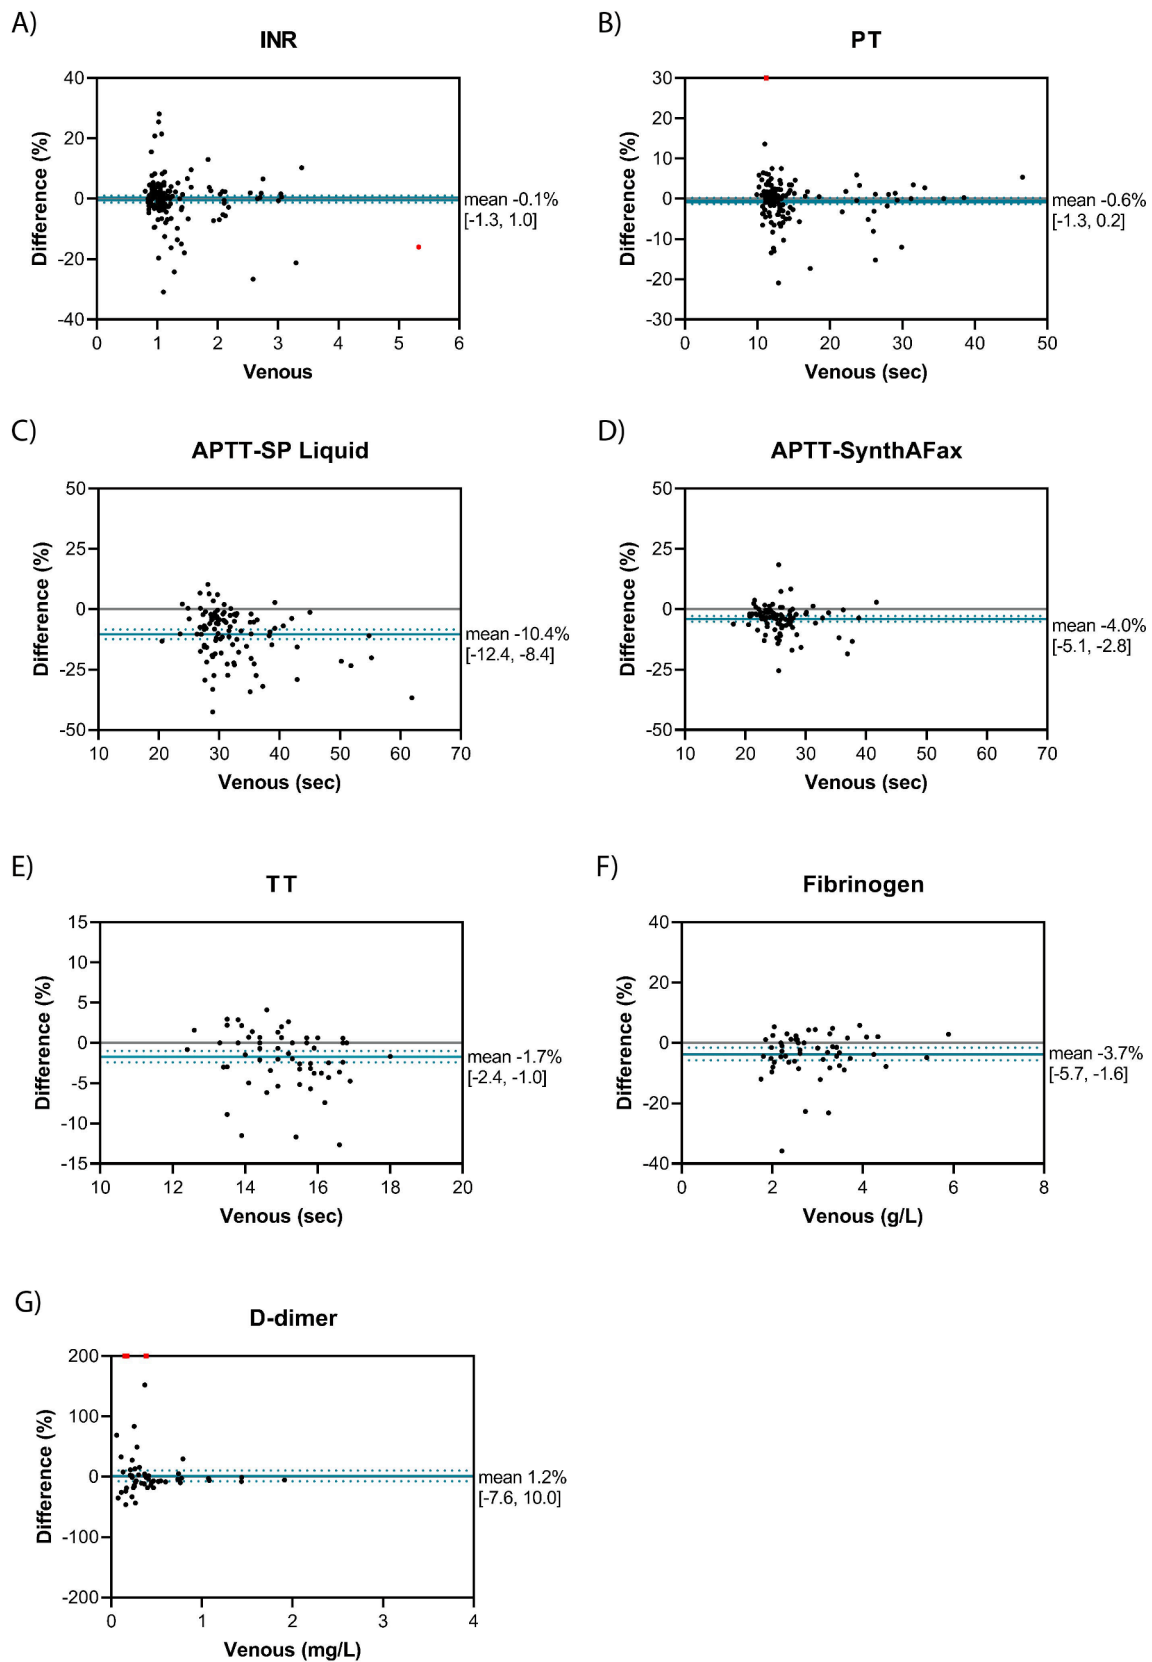 A)
INR
Difference (%)
40
20
0
-20
-40
0 1 2 3 4 5 6
Venous
mean -0.1%
[-1.3, 1.0]
B)
PT
Difference (%)
30
20
10
0
-10
-20
-30
0 10 20 30 40 50
Venous (sec)
mean -0.6%
[-1.3, 0.2]
C)
APTT-SP Liquid
Difference (%)
50
25
0
-25
-50
10 20 30 40 50 60 70
Venous (sec)
mean -10.4%
[-12.4, -8.4]
D)
APTT-SynthAFax
Difference (%)
50
25
0
-25
-50
10 20 30 40 50 60 70
Venous (sec)
mean -4.0%
[-5.1, -2.8]
E)
TT
Difference (%)
15
10
5
0
-5
-10
-15
10 12 14 16 18 20
Venous (sec)
mean -1.7%
[-2.4, -1.0]
F)
Fibrinogen
Difference (%)
40
20
0
-20
-40
0 2 4 6 8
Venous (g/L)
mean -3.7%
[-5.7, -1.6]
G)
D-dimer
Difference (%)
200
100
0
-100
-200
0 1 2 3 4
Venous (mg/L)
mean 1.2%
[-7.6, 10.0]